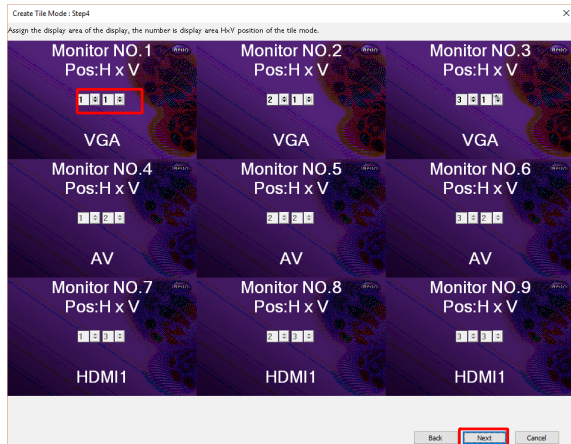 Create Tile Mode : Step4
Assign the display area of the display, the number is display area HxV position of the tile mode.
Monitor NO.1 Monitor NO.2 Monitor NO.3
Pos:H x V Pos:H x V Pos:H x V
1 1 2 1 3 1
VGA VGA VGA
Monitor NO.4 Monitor NO.5 Monitor NO.6
Pos:H x V Pos:H x V Pos:H x V
1 2 2 2 3 2
AV AV AV
Monitor NO.7 Monitor NO.8 Monitor NO.9
Pos:H x V Pos:H x V Pos:H x V
1 3 2 3 3 3
HDMI1 HDMI1 HDMI1
Back Next Cancel